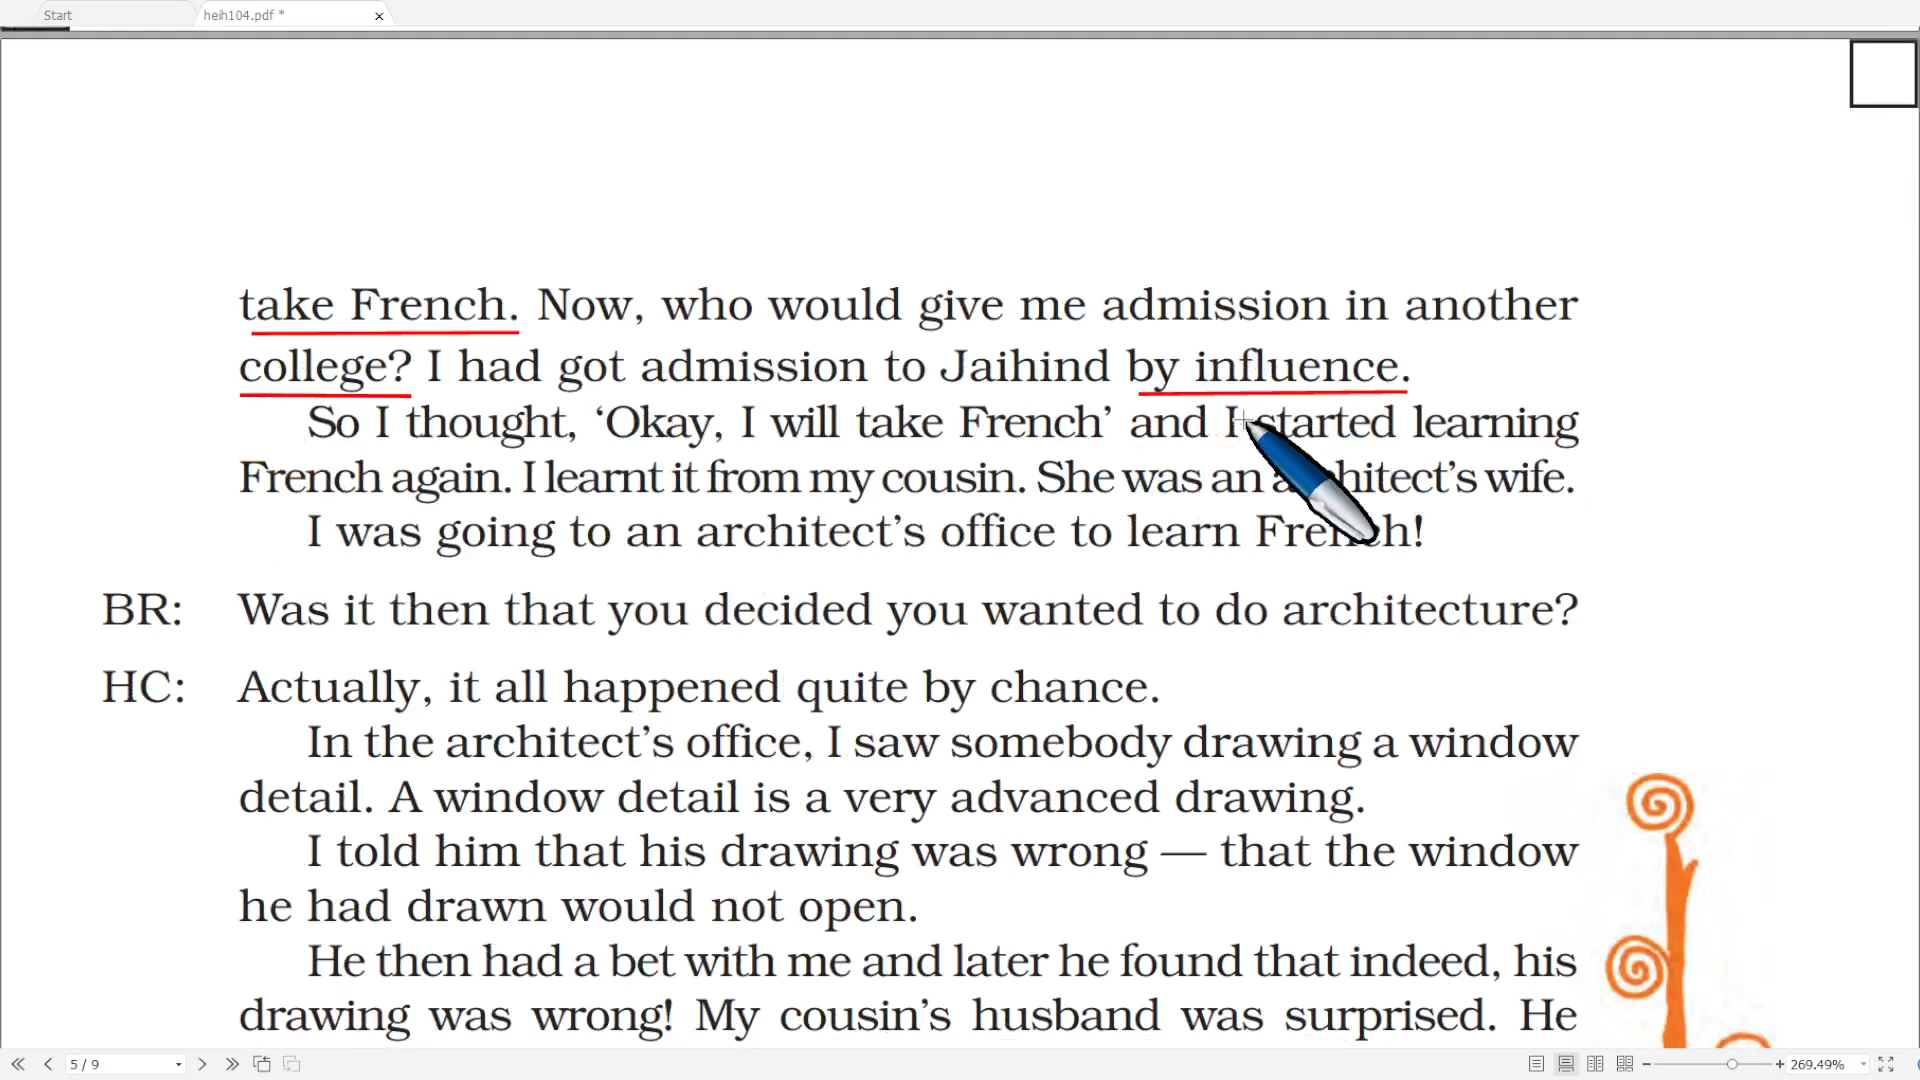 Start
heih104.pdf *
take French. Now, who would give me admission in another
college? I had got admission to Jaihind by influence.
So I thought, ‘Okay, I will take French’ and I started learning
French again. I learnt it from my cousin. She was an architect’s wife.
I was going to an architect’s office to learn French!
BR: Was it then that you decided you wanted to do architecture?
HC: Actually, it all happened quite by chance.
In the architect’s office, I saw somebody drawing a window
detail. A window detail is a very advanced drawing.
I told him that his drawing was wrong — that the window
he had drawn would not open.
He then had a bet with me and later he found that indeed, his
drawing was wrong! My cousin’s husband was surprised. He
5 / 9
269.49%